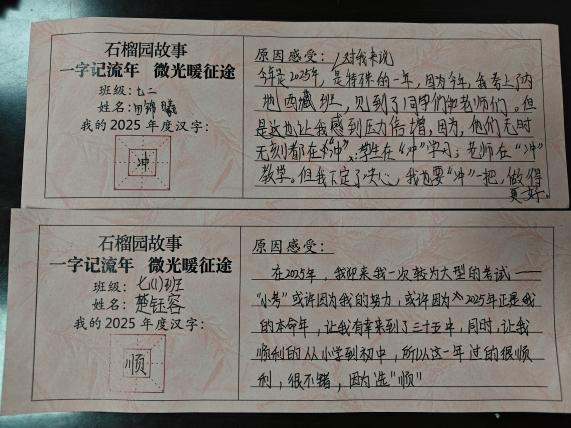 石榴园故事
一字记流年 微光暖征途
班级:七二
姓名:田锦曦
我的2025年度汉字:
冲
原因感受:对我来说
今年是2025年,是特殊的一年,因为今年,我考上了内
地西藏班,见到了同学们和老师们。但
是这也让我感到压力倍增,因为,他们无时
无刻都在“冲”:学生在“冲”学习;老师在“冲”
教学。但我下定了决心,我也要“冲”一把,做得
更好。
石榴园故事
一字记流年 微光暖征途
班级:七(1)班
姓名:楚钰容
我的2025年度汉字:
顺
原因感受:
在2025年,我迎来我一次较为大型的考试——
“小考”或许因为我的努力,或许因为2025年正是我
的本命年,让我有幸来到了三十五中,同时,让我
顺利的从小学到初中,所以这一年过的很顺
利,很不错,因为选“顺”